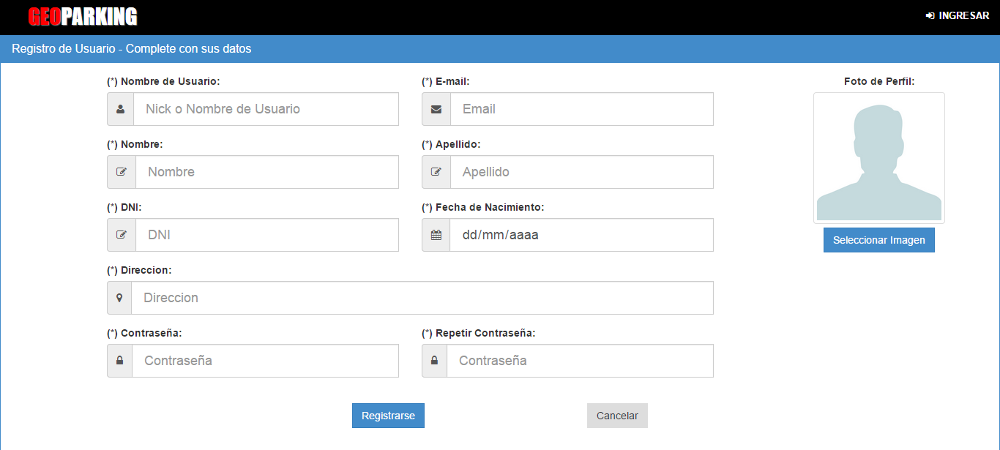 GEOPARKING
INGRESAR
Registro de Usuario - Complete con sus datos
(*) Nombre de Usuario:
(*) E-mail:
Foto de Perfil:
Nick o Nombre de Usuario
Email
(*) Nombre:
(*) Apellido:
Nombre
Apellido
(*) DNI:
(*) Fecha de Nacimiento:
DNI
dd/mm/aaaa
Seleccionar Imagen
(*) Direccion:
Direccion
(*) Contraseña:
(*) Repetir Contraseña:
Contraseña
Contraseña
Registrarse
Cancelar